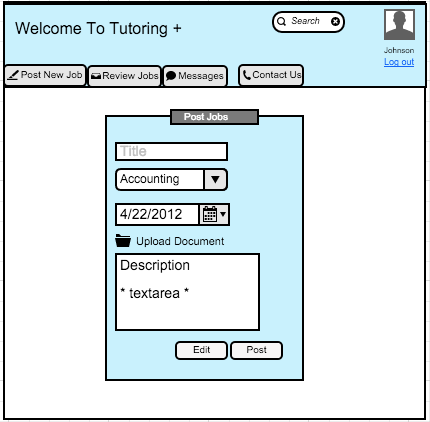 Welcome To Tutoring +
Search
Johnson
Log out
Post New Job
Review Jobs
Messages
Contact Us
Post Jobs
Title
Accounting
4/22/2012
Upload Document
Description
* textarea *
Edit
Post